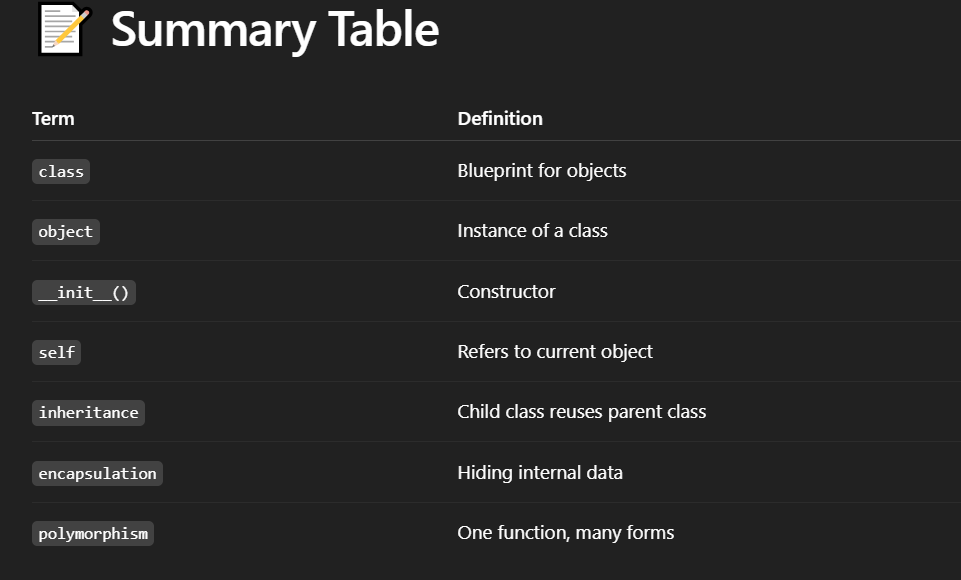 Summary Table
Term Definition
class Blueprint for objects
object Instance of a class
__init__() Constructor
self Refers to current object
inheritance Child class reuses parent class
encapsulation Hiding internal data
polymorphism One function, many forms